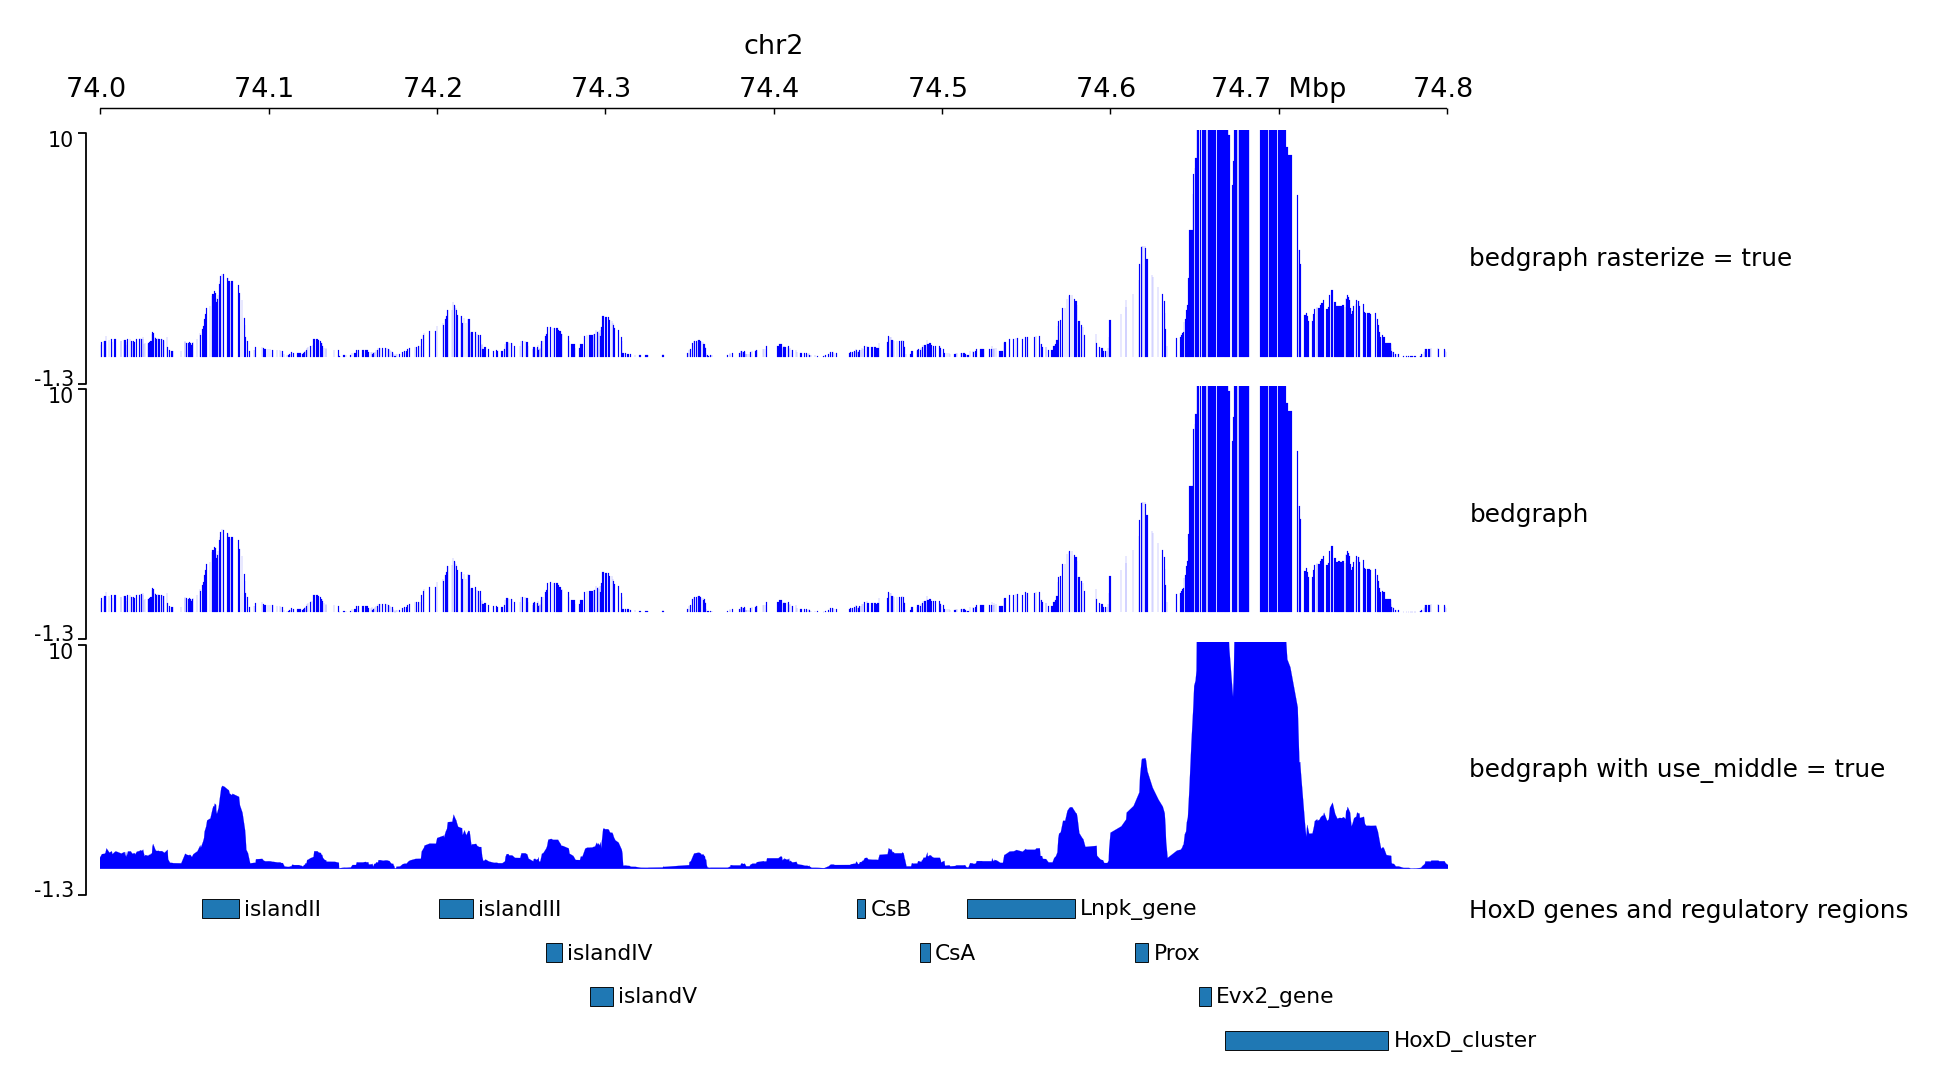 chr2
74.0 74.1 74.2 74.3 74.4 74.5 74.6 74.7 Mbp 74.8
10
bedgraph rasterize = true
-1.3
10
bedgraph
-1.3
10
bedgraph with use_middle = true
-1.3
islandII islandIII CsB Lnpk_gene HoxD genes and regulatory regions
islandIV CsA Prox
islandV Evx2_gene
HoxD_cluster